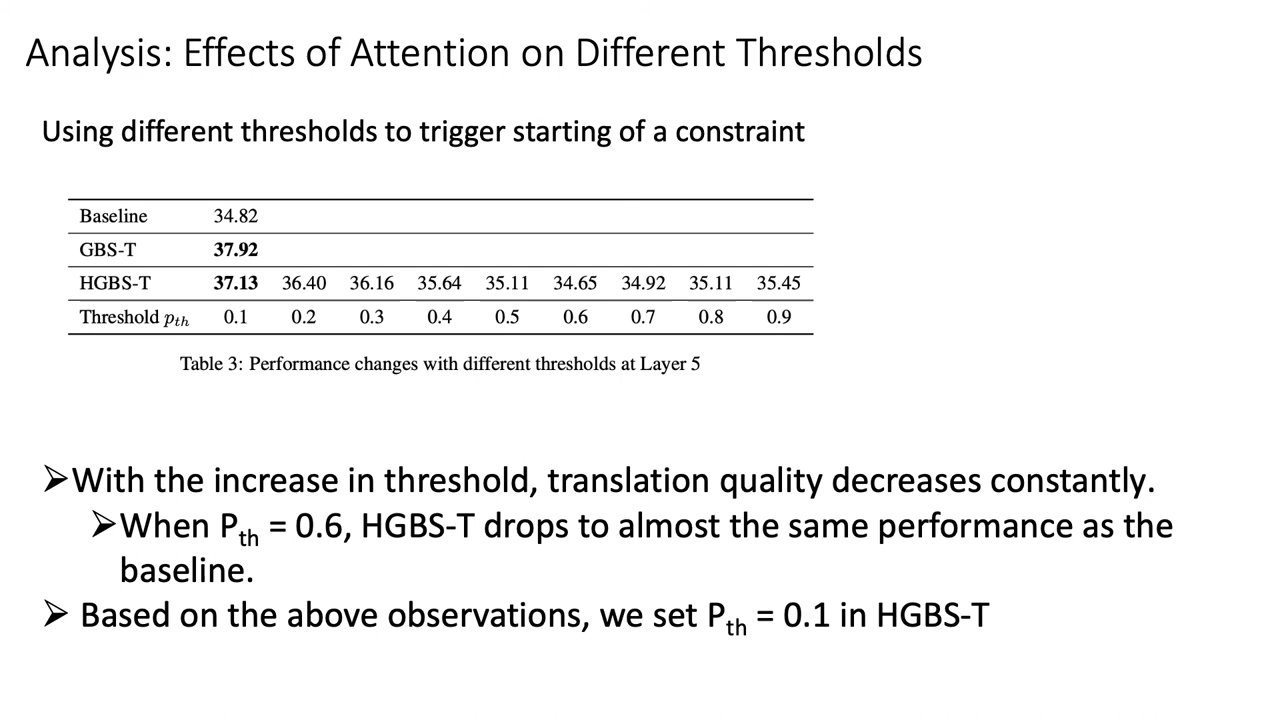 Analysis: Effects of Attention on Different Thresholds
Using different thresholds to trigger starting of a constraint
Baseline 34.82
GBS-T 37.92
HGBS-T 37.13 36.40 36.16 35.64 35.11 34.65 34.92 35.11 35.45
Threshold pth 0.1 0.2 0.3 0.4 0.5 0.6 0.7 0.8 0.9
Table 3: Performance changes with different thresholds at Layer 5
➢With the increase in threshold, translation quality decreases constantly.
➢When Pth = 0.6, HGBS-T drops to almost the same performance as the
baseline.
➢ Based on the above observations, we set Pth = 0.1 in HGBS-T